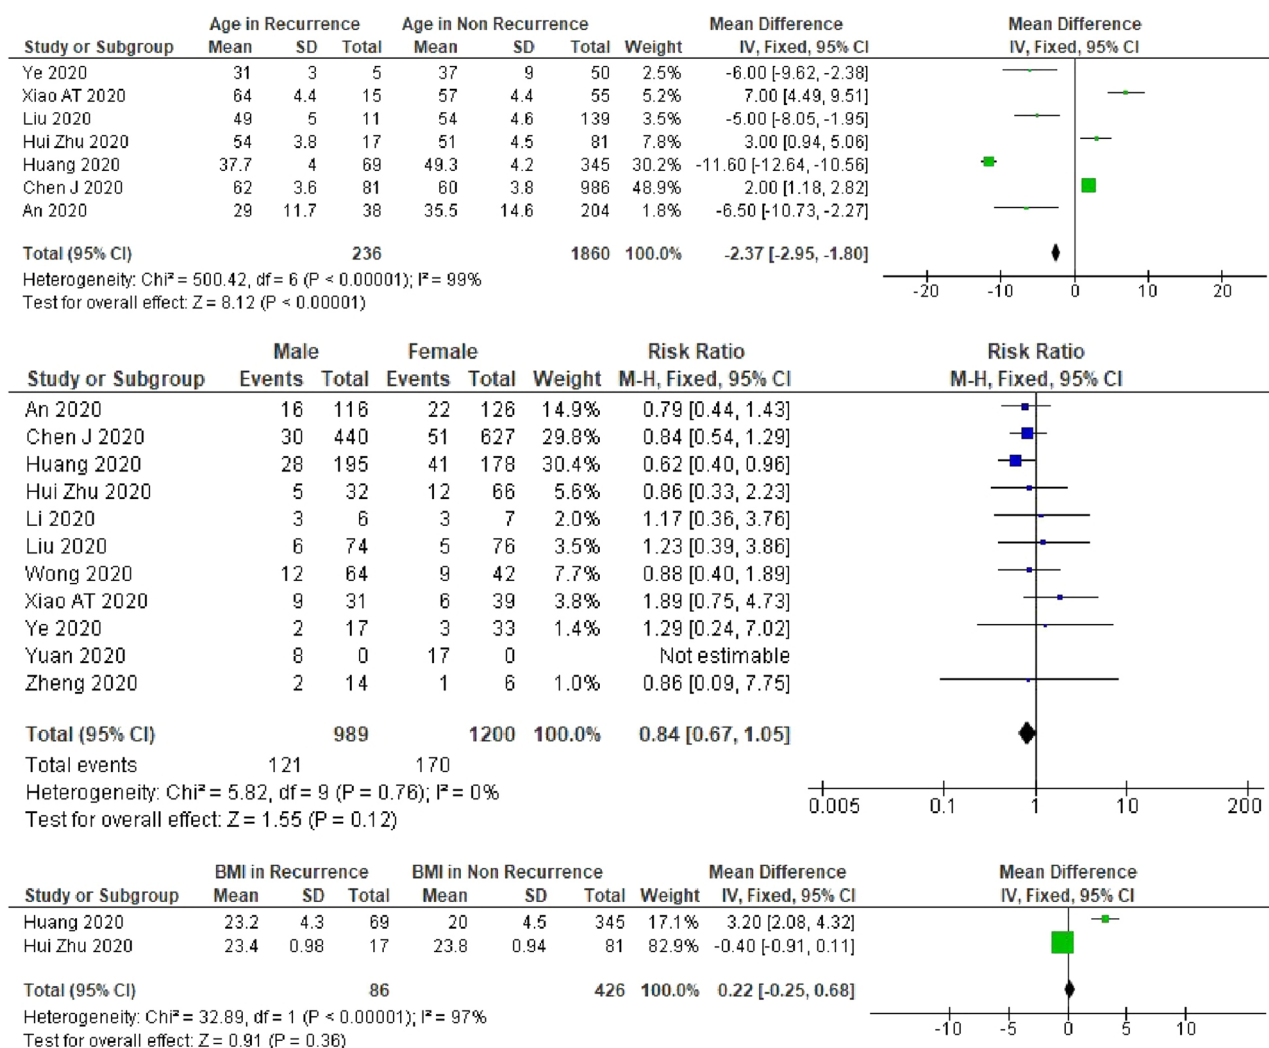 Age in Recurrence Age in Non Recurrence Mean Difference Mean Difference
Study or Subgroup Mean SD Total Mean SD Total Weight IV, Fixed, 95% CI IV, Fixed, 95% CI
Ye 2020 31 3 5 37 9 50 2.5% -6.00 [-9.62, -2.38]
Xiao AT 2020 64 4.4 15 57 4.4 55 5.2% 7.00 [4.49, 9.51]
Liu 2020 49 5 11 54 4.6 139 3.5% -5.00 [-8.05, -1.95]
Hui Zhu 2020 54 3.8 17 51 4.5 81 7.8% 3.00 [0.94, 5.06]
Huang 2020 37.7 4 69 49.3 4.2 345 30.2% -11.60 [-12.64, -10.56]
Chen J 2020 62 3.6 81 60 3.8 986 48.9% 2.00 [1.18, 2.82]
An 2020 29 11.7 38 35.5 14.6 204 1.8% -6.50 [-10.73, -2.27]
Total (95% CI) 236 1860 100.0% -2.37 [-2.95, -1.80]
Heterogeneity: Chi² = 500.42, df = 6 (P < 0.00001); I² = 99%
Test for overall effect: Z = 8.12 (P < 0.00001)
-20 -10 0 10 20
Male Female Risk Ratio Risk Ratio
Study or Subgroup Events Total Events Total Weight M-H, Fixed, 95% CI M-H, Fixed, 95% CI
An 2020 16 116 22 126 14.9% 0.79 [0.44, 1.43]
Chen J 2020 30 440 51 627 29.8% 0.84 [0.54, 1.29]
Huang 2020 28 195 41 178 30.4% 0.62 [0.40, 0.96]
Hui Zhu 2020 5 32 12 66 5.6% 0.86 [0.33, 2.23]
Li 2020 3 6 3 7 2.0% 1.17 [0.36, 3.76]
Liu 2020 6 74 5 76 3.5% 1.23 [0.39, 3.86]
Wong 2020 12 64 9 42 7.7% 0.88 [0.40, 1.89]
Xiao AT 2020 9 31 6 39 3.8% 1.89 [0.75, 4.73]
Ye 2020 2 17 3 33 1.4% 1.29 [0.24, 7.02]
Yuan 2020 8 0 17 0 Not estimable
Zheng 2020 2 14 1 6 1.0% 0.86 [0.09, 7.75]
Total (95% CI) 989 1200 100.0% 0.84 [0.67, 1.05]
Total events 121 170
Heterogeneity: Chi² = 5.82, df = 9 (P = 0.76); I² = 0%
Test for overall effect: Z = 1.55 (P = 0.12)
0.005 0.1 1 10 200
BMI in Recurrence BMI in Non Recurrence Mean Difference Mean Difference
Study or Subgroup Mean SD Total Mean SD Total Weight IV, Fixed, 95% CI IV, Fixed, 95% CI
Huang 2020 23.2 4.3 69 20 4.5 345 17.1% 3.20 [2.08, 4.32]
Hui Zhu 2020 23.4 0.98 17 23.8 0.94 81 82.9% -0.40 [-0.91, 0.11]
Total (95% CI) 86 426 100.0% 0.22 [-0.25, 0.68]
Heterogeneity: Chi² = 32.89, df = 1 (P < 0.00001); I² = 97%
Test for overall effect: Z = 0.91 (P = 0.36)
-10 -5 0 5 10